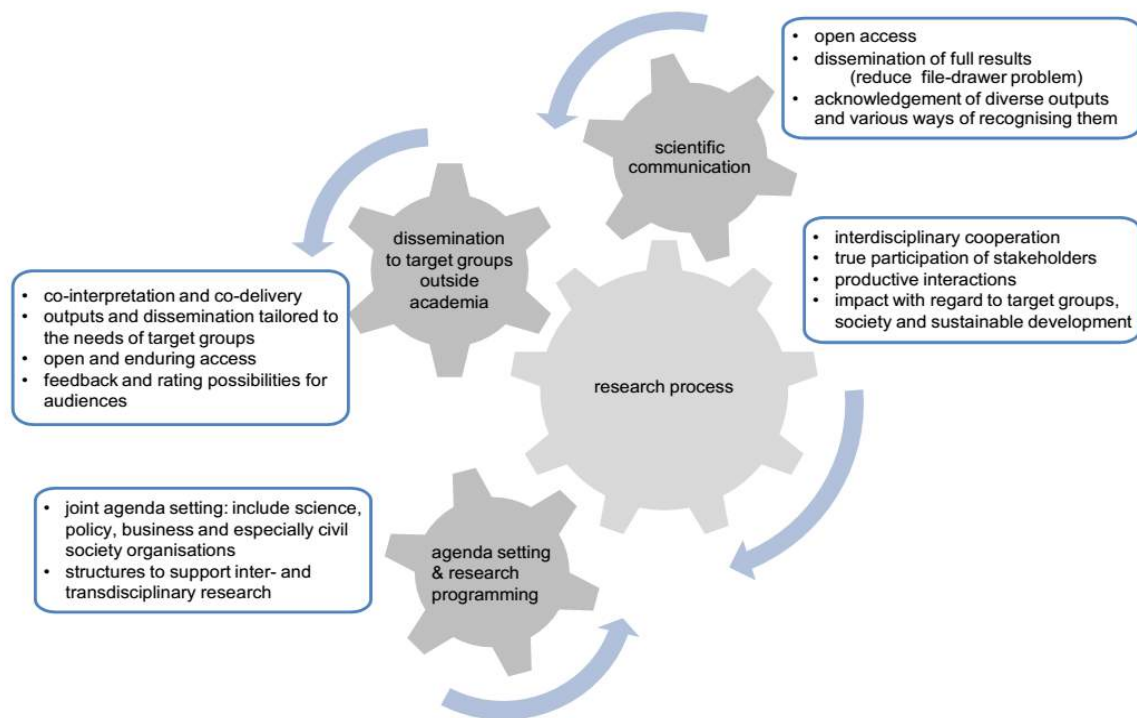 • open access
• dissemination of full results
(reduce file-drawer problem)
• acknowledgement of diverse outputs
and various ways of recognising them
scientific
communication
dissemination
to target groups
outside
academia
• interdisciplinary cooperation
• true participation of stakeholders
• productive interactions
• impact with regard to target groups,
society and sustainable development
• co-interpretation and co-delivery
• outputs and dissemination tailored to
the needs of target groups
• open and enduring access
• feedback and rating possibilities for
audiences
research process
• joint agenda setting: include science,
policy, business and especially civil
society organisations
• structures to support inter- and
transdisciplinary research
agenda setting
& research
programming